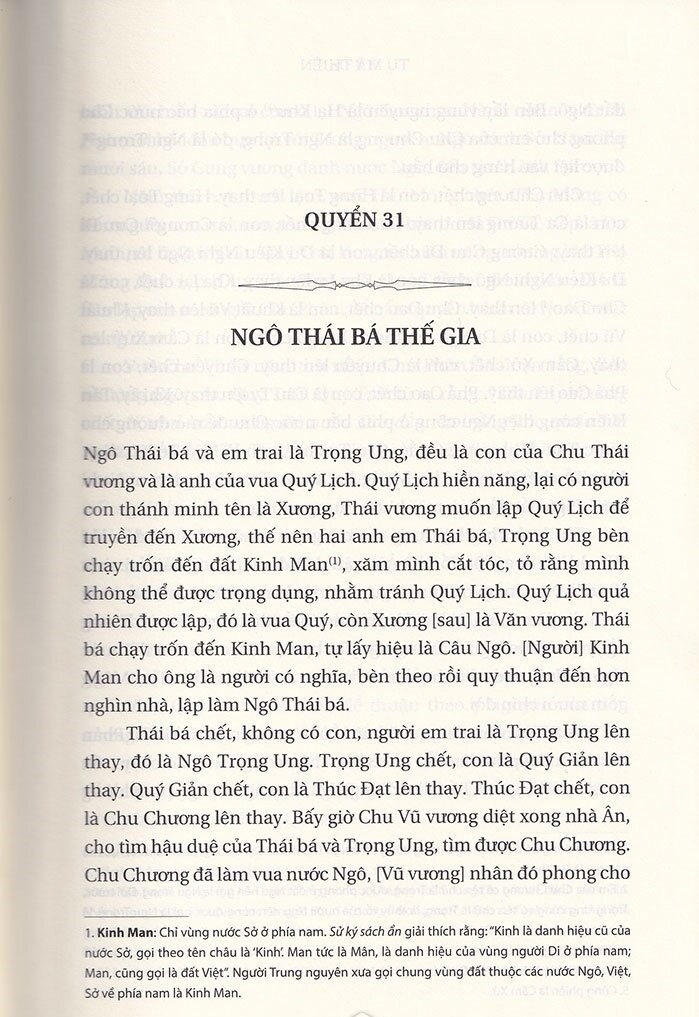 QUYỂN 31
NGÔ THÁI BÁ THẾ GIA
Ngô Thái bá và em trai là Trọng Ung, đều là con của Chu Thái
vương và là anh của vua Quý Lịch. Quý Lịch hiền năng, lại có người
con thánh minh tên là Xương, Thái vương muốn lập Quý Lịch để
truyền đến Xương, thế nên hai anh em Thái bá, Trọng Ung bèn
chạy trốn đến đất Kinh Man(1), xăm mình cắt tóc, tỏ rằng mình
không thể được trọng dụng, nhằm tránh Quý Lịch. Quý Lịch quả
nhiên được lập, đó là vua Quý, còn Xương [sau] là Văn vương. Thái
bá chạy trốn đến Kinh Man, tự lấy hiệu là Câu Ngô. [Người] Kinh
Man cho ông là người có nghĩa, bèn theo rồi quy thuận đến hơn
nghìn nhà, lập làm Ngô Thái bá.
Thái bá chết, không có con, người em trai là Trọng Ung lên
thay, đó là Ngô Trọng Ung. Trọng Ung chết, con là Quý Giản lên
thay. Quý Giản chết, con là Thúc Đạt lên thay. Thúc Đạt chết, con
là Chu Chương lên thay. Bấy giờ Chu Vũ vương diệt xong nhà Ân,
cho tìm hậu duệ của Thái bá và Trọng Ung, tìm được Chu Chương.
Chu Chương đã làm vua nước Ngô, [Vũ vương] nhân đó phong cho
1. Kinh Man: Chỉ vùng nước Sở ở phía nam. Sử ký sách ẩn giải thích rằng: “Kinh là danh hiệu cũ của
nước Sở, gọi theo tên châu là ‘Kinh’. Man tức là Mân, là danh hiệu của vùng người Di ở phía nam;
Man, cũng gọi là đất Việt”. Người Trung nguyên xưa gọi chung vùng đất thuộc các nước Ngô, Việt,
Sở về phía nam là Kinh Man.